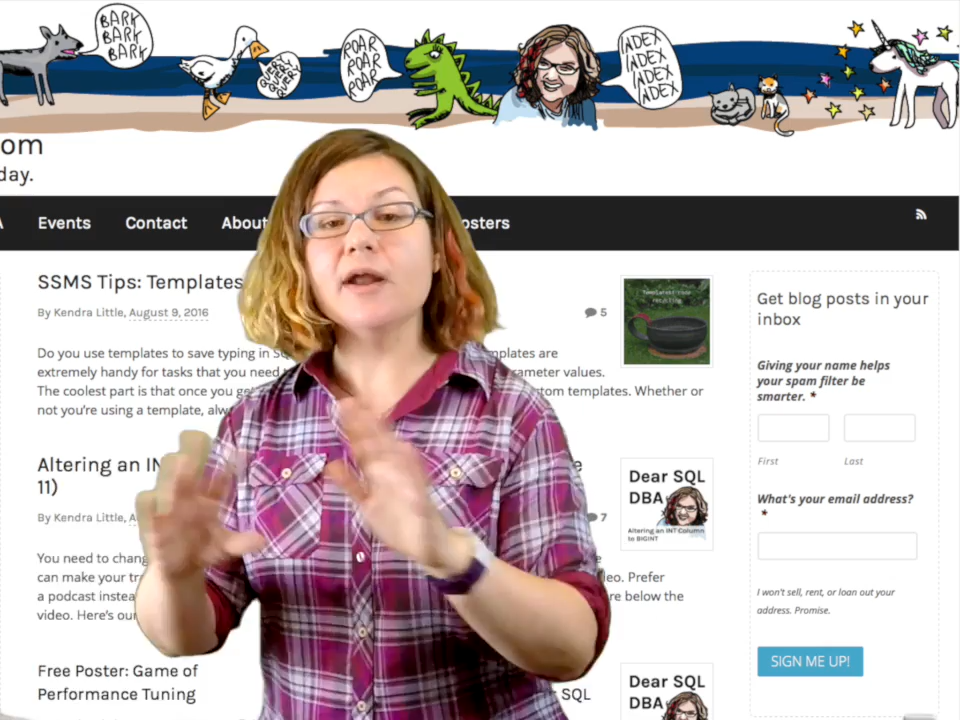 BARK
BARK
BARK
QUERY
QUERY
QUERY
ROAR
ROAR
ROAR
INDEX
INDEX
INDEX
INDEX
om
day.
A Events Contact About osters
SSMS Tips: Templates
By Kendra Little, August 9, 2016
5
Do you use templates to save typing in plates are
extremely handy for tasks that you need rameter values.
The coolest part is that once you get tom templates. Whether or
not you're using a template,
Altering an IN e
11)
By Kendra Little, A
7
You need to chang e
can make your tr eo. Prefer
a podcast instea re below the
video. Here's ou
Free Poster: Game of
Performance Tuning
SQL
Dear SQL
DBA
Altering an INT Column
to BIGINT
Dear SQL
DBA
Get blog posts in your
inbox
Giving your name helps
your spam filter be
smarter. *
First Last
What's your email address?
*
I won't sell, rent, or loan out your
address. Promise.
SIGN ME UP!